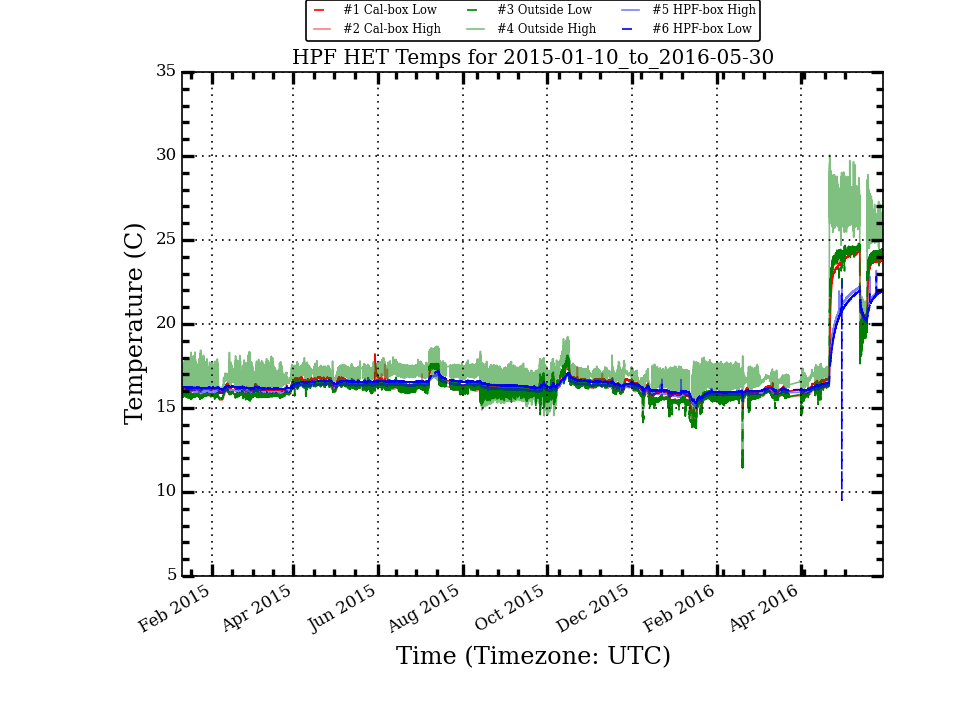 #1 Cal-box Low #3 Outside Low #5 HPF-box High
#2 Cal-box High #4 Outside High #6 HPF-box Low
HPF HET Temps for 2015-01-10_to_2016-05-30
35
30
25
20
15
10
5
Temperature (C)
Feb 2015 Apr 2015 Jun 2015 Aug 2015 Oct 2015 Dec 2015 Feb 2016 Apr 2016
Time (Timezone: UTC)